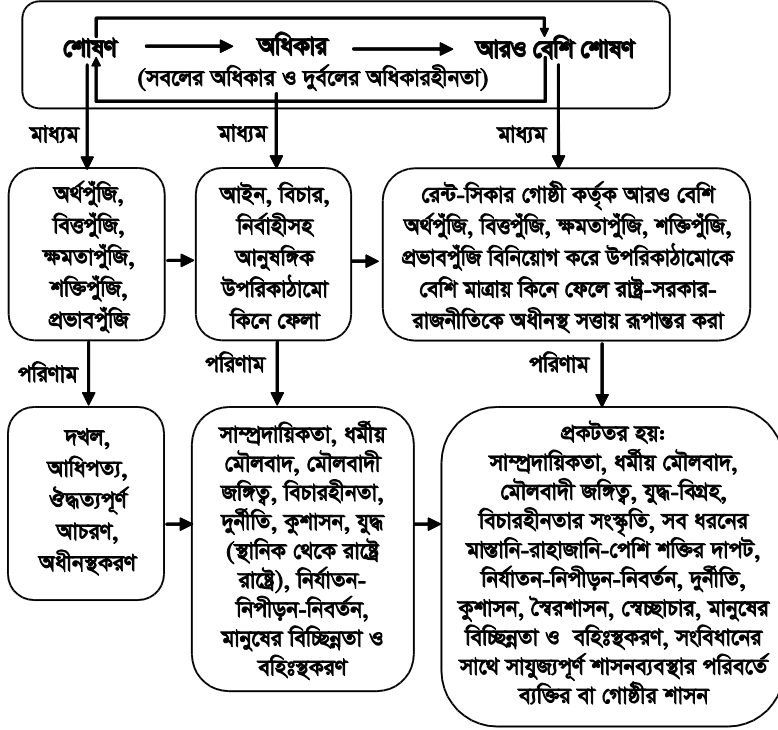 শোষণ অধিকার আরও বেশি শোষণ
(সবলের অধিকার ও দুর্বলের অধিকারহীনতা)
মাধ্যম মাধ্যম মাধ্যম
অর্থপুঁজি,
বিত্তপুঁজি,
ক্ষমতাপুঁজি,
শক্তিপুঁজি,
প্রভাবপুঁজি
আইন, বিচার,
নির্বাহীসহ
আনুষঙ্গিক
উপরিকাঠামো
কিনে ফেলা
রেন্ট-সিকার গোষ্ঠী কর্তৃক আরও বেশি
অর্থপুঁজি, বিত্তপুঁজি, ক্ষমতাপুঁজি, শক্তিপুঁজি,
প্রভাবপুঁজি বিনিয়োগ করে উপরিকাঠামোকে
বেশি মাত্রায় কিনে ফেলে রাষ্ট্র-সরকার-
রাজনীতিকে অধীনস্থ সত্তায় রূপান্তর করা
পরিণাম পরিণাম পরিণাম
দখল,
আধিপত্য,
ঔদ্ধত্যপূর্ণ
আচরণ,
অধীনস্থকরণ
সাম্প্রদায়িকতা, ধর্মীয়
মৌলবাদ, মৌলবাদী
জঙ্গিত্ব, বিচারহীনতা,
দুর্নীতি, কুশাসন, যুদ্ধ
(স্থানিক থেকে রাষ্ট্রে
রাষ্ট্রে), নির্যাতন-
নিপীড়ন-নিবর্তন,
মানুষের বিচ্ছিন্নতা ও
বহিঃস্থকরণ
প্রকটতর হয়ঃ
সাম্প্রদায়িকতা, ধর্মীয় মৌলবাদ,
মৌলবাদী জঙ্গিত্ব, যুদ্ধ-বিগ্রহ,
বিচারহীনতার সংস্কৃতি, সব ধরনের
মাস্তানি-রাহাজানি-পেশি শক্তির দাপট,
নির্যাতন-নিপীড়ন-নিবর্তন, দুর্নীতি,
কুশাসন, স্বৈরশাসন, স্বেচ্ছাচার, মানুষের
বিচ্ছিন্নতা ও বহিঃস্থকরণ, সংবিধানের
সাথে সাযুজ্যপূর্ণ শাসনব্যবস্থার পরিবর্তে
ব্যক্তির বা গোষ্ঠীর শাসন